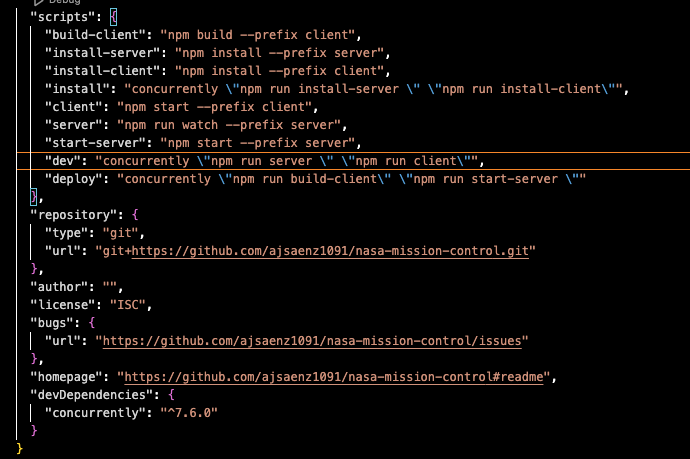 Debug
"scripts": {
"build-client": "npm build --prefix client",
"install-server": "npm install --prefix server",
"install-client": "npm install --prefix client",
"install": "concurrently \"npm run install-server \" \"npm run install-client\"",
"client": "npm start --prefix client",
"server": "npm run watch --prefix server",
"start-server": "npm start --prefix server",
"dev": "concurrently \"npm run server \" \"npm run client\"",
"deploy": "concurrently \"npm run build-client\" \"npm run start-server \""
},
"repository": {
"type": "git",
"url": "git+https://github.com/ajsaenz1091/nasa-mission-control.git"
},
"author": "",
"license": "ISC",
"bugs": {
"url": "https://github.com/ajsaenz1091/nasa-mission-control/issues"
},
"homepage": "https://github.com/ajsaenz1091/nasa-mission-control#readme",
"devDependencies": {
"concurrently": "^7.6.0"
}
}